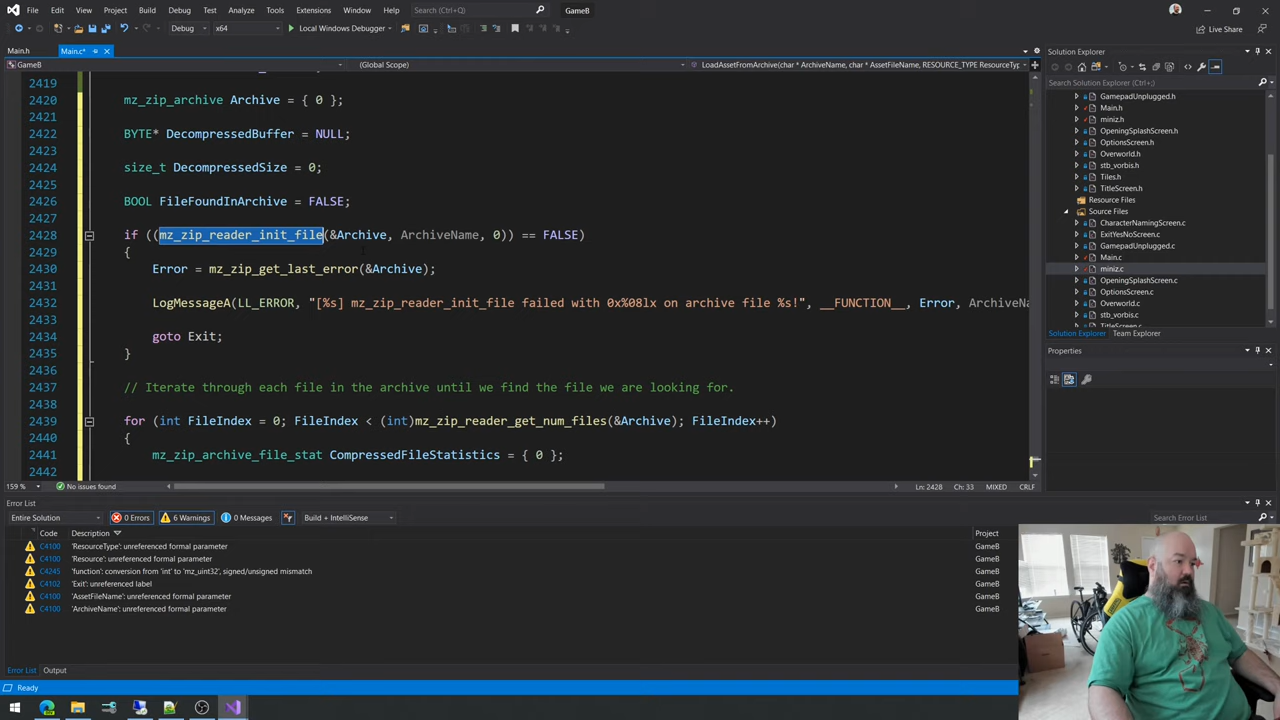 File Edit View Git Project Build Debug Test Analyze Tools Extensions Window Help Search (Ctrl+Q) GameB
Debug x64 Local Windows Debugger Live Share
Main.h Main.c*
GameB (Global Scope) LoadAssetFromArchive(char * ArchiveName, char * AssetFileName, RESOURCE_TYPE ResourceTyp
2419
2420 mz_zip_archive Archive = { 0 };
2421
2422 BYTE* DecompressedBuffer = NULL;
2423
2424 size_t DecompressedSize = 0;
2425
2426 BOOL FileFoundInArchive = FALSE;
2427
2428 if ((mz_zip_reader_init_file(&Archive, ArchiveName, 0)) == FALSE)
2429 {
2430 Error = mz_zip_get_last_error(&Archive);
2431
2432 LogMessageA(LL_ERROR, "[%s] mz_zip_reader_init_file failed with 0x%08lx on archive file %s!", __FUNCTION__, Error, ArchiveNa
2433
2434 goto Exit;
2435 }
2436
2437 // Iterate through each file in the archive until we find the file we are looking for.
2438
2439 for (int FileIndex = 0; FileIndex < (int)mz_zip_reader_get_num_files(&Archive); FileIndex++)
2440 {
2441 mz_zip_archive_file_stat CompressedFileStatistics = { 0 };
2442
159 % No issues found Ln: 2428 Ch: 33 MIXED CRLF
Error List
Entire Solution 0 Errors 6 Warnings 0 Messages Build + IntelliSense Search Error List
Code Description Project
C4100 'ResourceType': unreferenced formal parameter GameB
C4100 'Resource': unreferenced formal parameter GameB
C4245 'function': conversion from 'int' to 'mz_uint32', signed/unsigned mismatch GameB
C4102 'Exit': unreferenced label GameB
C4100 'AssetFileName': unreferenced formal parameter GameB
C4100 'ArchiveName': unreferenced formal parameter GameB
Error List Output
Ready
Solution Explorer
Search Solution Explorer (Ctrl+;)
GamepadUnplugged.h
Main.h
miniz.h
OpeningSplashScreen.h
OptionsScreen.h
Overworld.h
stb_vorbis.h
Tiles.h
TitleScreen.h
Resource Files
Source Files
CharacterNamingScreen.c
ExitYesNoScreen.c
GamepadUnplugged.c
Main.c
miniz.c
OpeningSplashScreen.c
OptionsScreen.c
Overworld.c
stb_vorbis.c
TitleScreen.c
Solution Explorer Team Explorer
Properties